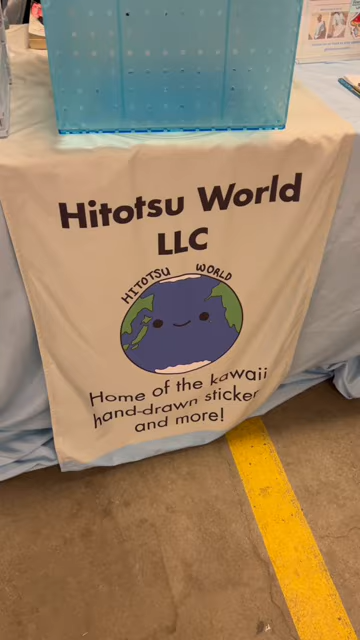 Hitotsu World
LLC
HITOTSU WORLD
Home of the kawaii
hand-drawn sticker
and more!